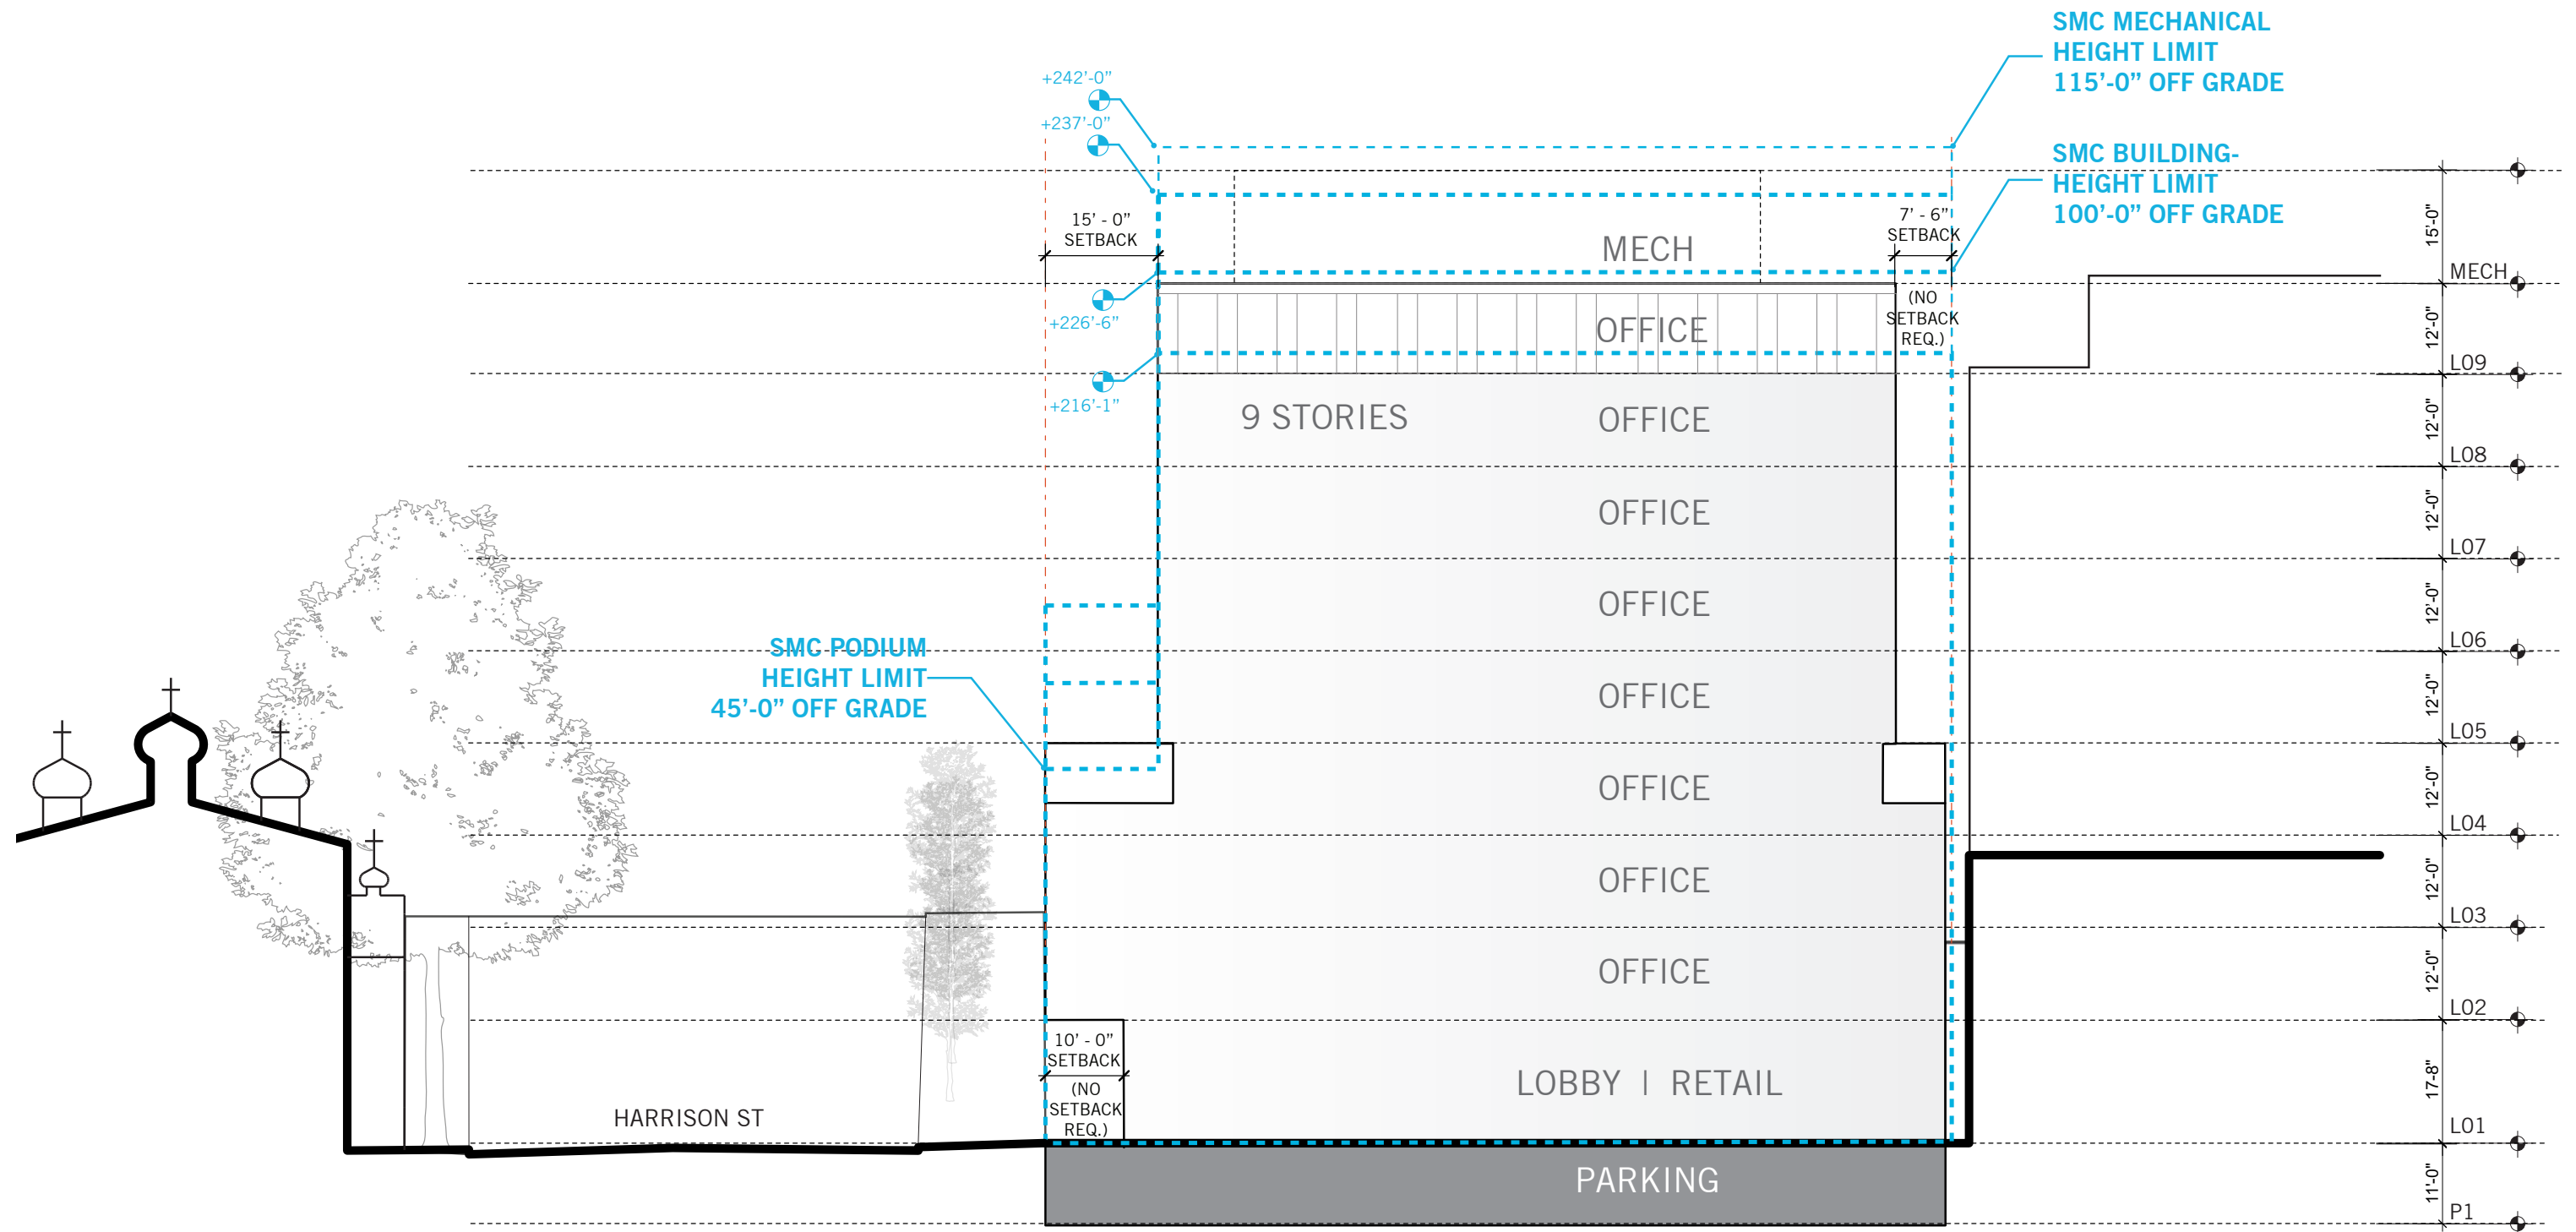 SMC MECHANICAL
HEIGHT LIMIT
115’-0” OFF GRADE
+242’-0”
+237’-0”
SMC BUILDING-
HEIGHT LIMIT
100’-0” OFF GRADE
15’ - 0”
SETBACK
7’ - 6”
SETBACK
15'-0"
MECH
MECH
+226’-6”
(NO
SETBACK
REQ.)
OFFICE
12'-0"
L09
+216’-1”
9 STORIES
OFFICE
12'-0"
L08
OFFICE
12'-0"
L07
OFFICE
12'-0"
L06
SMC PODIUM
HEIGHT LIMIT
45’-0” OFF GRADE
OFFICE
12'-0"
L05
OFFICE
12'-0"
L04
OFFICE
12'-0"
L03
OFFICE
12'-0"
L02
10’ - 0”
SETBACK
(NO
SETBACK
REQ.)
LOBBY | RETAIL
17-8"
HARRISON ST
L01
PARKING
11'-0"
P1